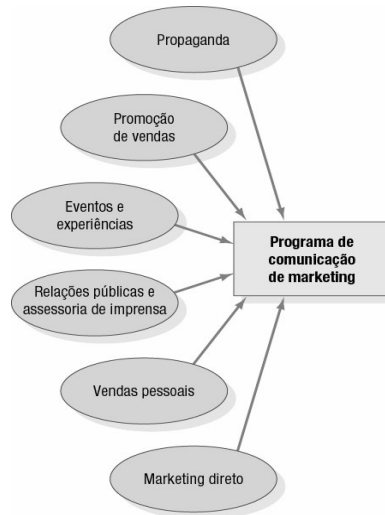 Propaganda
Promoção
de vendas
Eventos e
experiências
Relações públicas e
assessoria de imprensa
Vendas pessoais
Marketing direto
Programa de
comunicação
de marketing